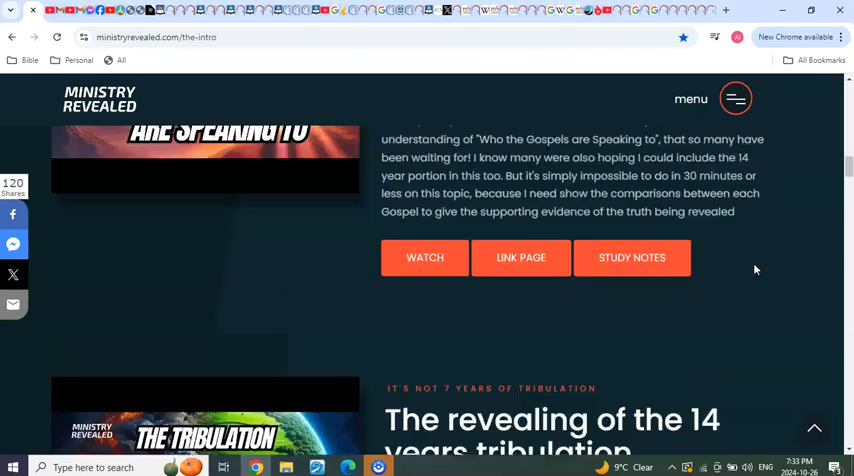 ministryrevealed.com/the-intro
New Chrome available
Bible
Personal
All
All Bookmarks
MINISTRY
REVEALED
menu
ARE SPEAKING TO
understanding of "Who the Gospels are Speaking to", that so many have
been waiting for! I know many were also hoping I could include the 14
year portion in this too. But it's simply impossible to do in 30 minutes or
less on this topic, because I need show the comparisons between each
Gospel to give the supporting evidence of the truth being revealed
120
Shares
WATCH
LINK PAGE
STUDY NOTES
IT'S NOT 7 YEARS OF TRIBULATION
The revealing of the 14
years tribulation
MINISTRY
REVEALED
THE TRIBULATION
Type here to search
9°C Clear
ENG
7:33 PM
2024-10-26